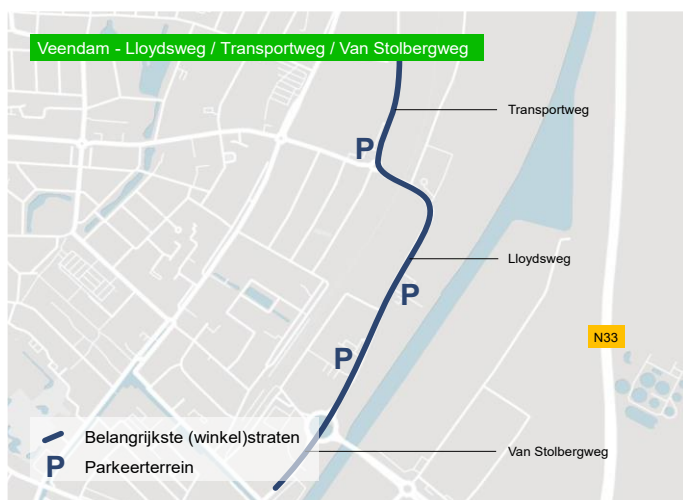 Veendam - Lloydsweg / Transportweg / Van Stolbergweg
Transportweg
P
Lloydsweg
P
N33
P
Belangrijkste (winkel)straten
Van Stolbergweg
P Parkeerterrein